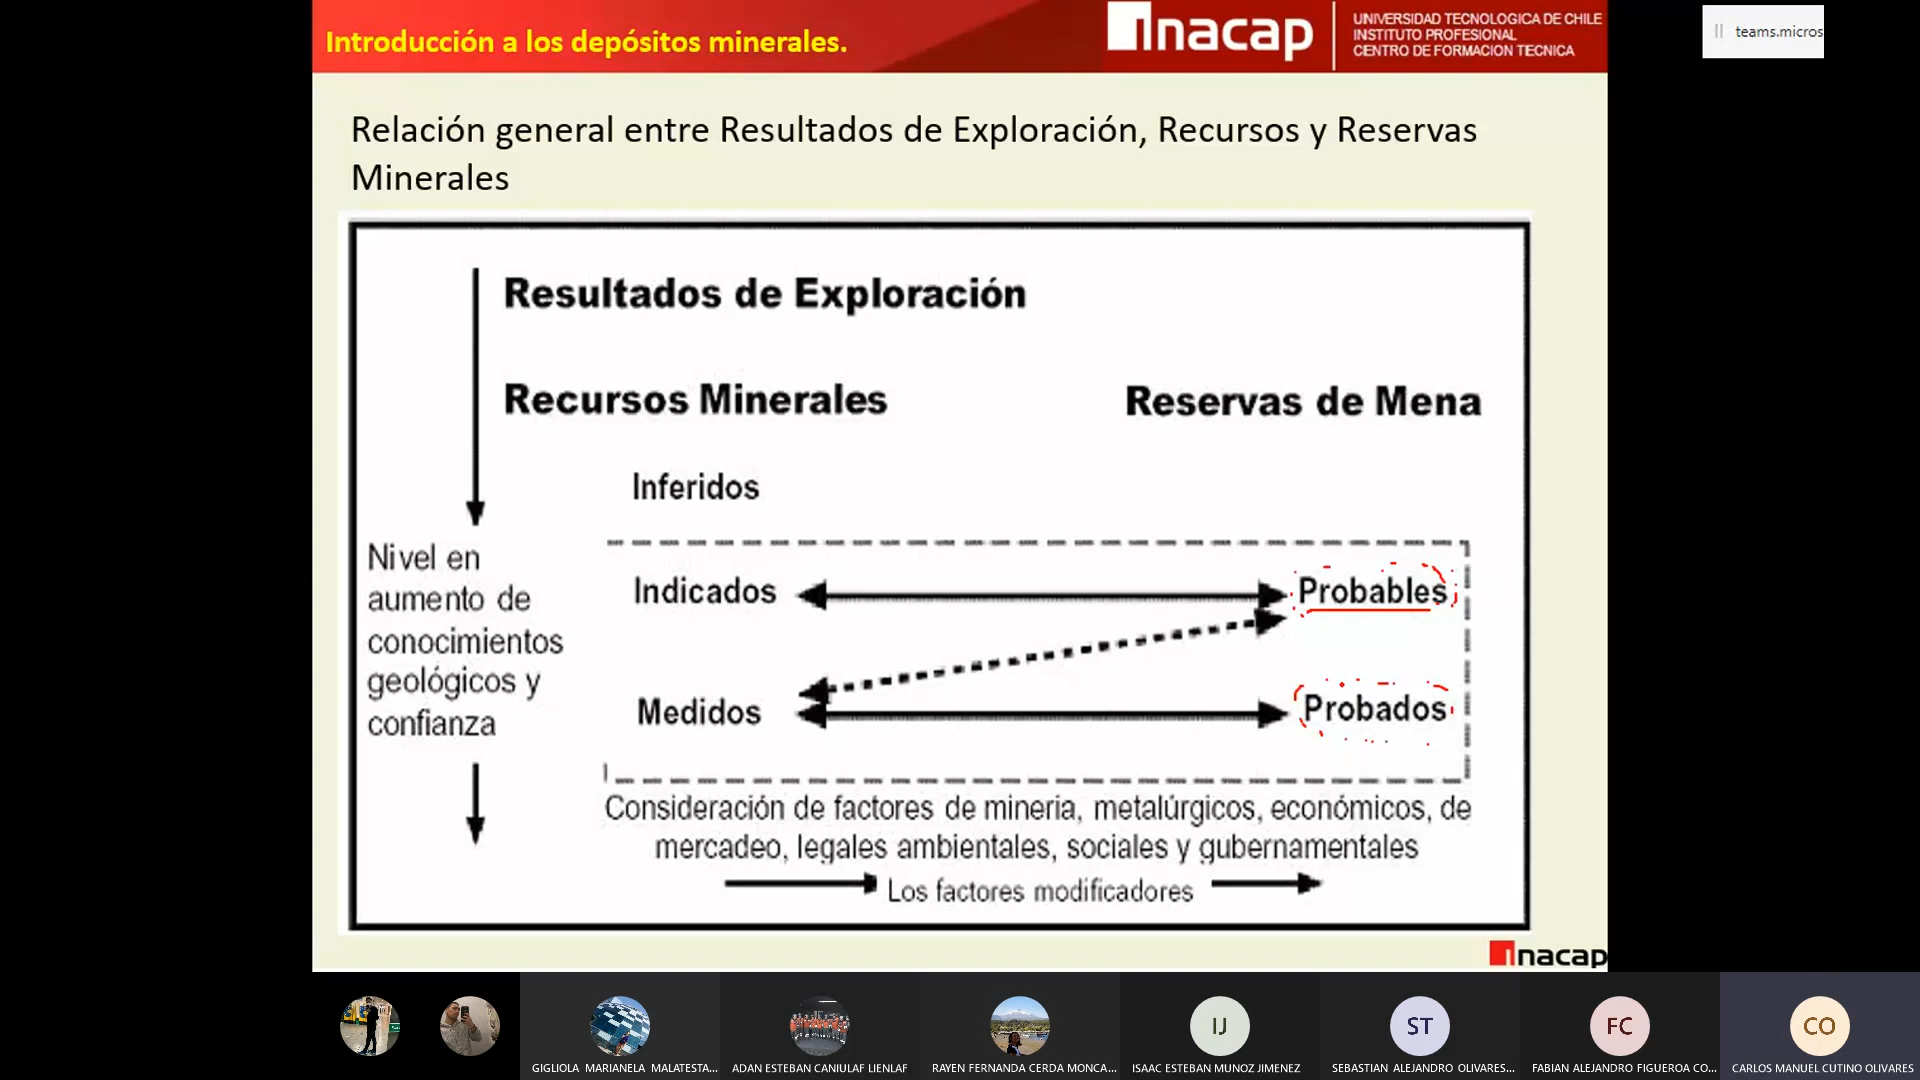 Introducción a los depósitos minerales.
inacap
UNIVERSIDAD TECNOLOGICA DE CHILE
INSTITUTO PROFESIONAL
CENTRO DE FORMACION TECNICA
teams.micros
Relación general entre Resultados de Exploración, Recursos y Reservas
Minerales
Resultados de Exploración
Recursos Minerales
Reservas de Mena
Inferidos
Nivel en
aumento de
conocimientos
geológicos y
confianza
Indicados
Probables
Medidos
Probados
Consideración de factores de mineria, metalúrgicos, económicos, de
mercadeo, legales ambientales, sociales y gubernamentales
Los factores modificadores
inacap
IJ
ST
FC
CO
GIGLIOLA MARIANELA MALATESTA...
ADAN ESTEBAN CANIULAF LIENLAF
RAYEN FERNANDA CERDA MONCA...
ISAAC ESTEBAN MUNOZ JIMENEZ
SEBASTIAN ALEJANDRO OLIVARES...
FABIAN ALEJANDRO FIGUEROA CO...
CARLOS MANUEL CUTINO OLIVARES